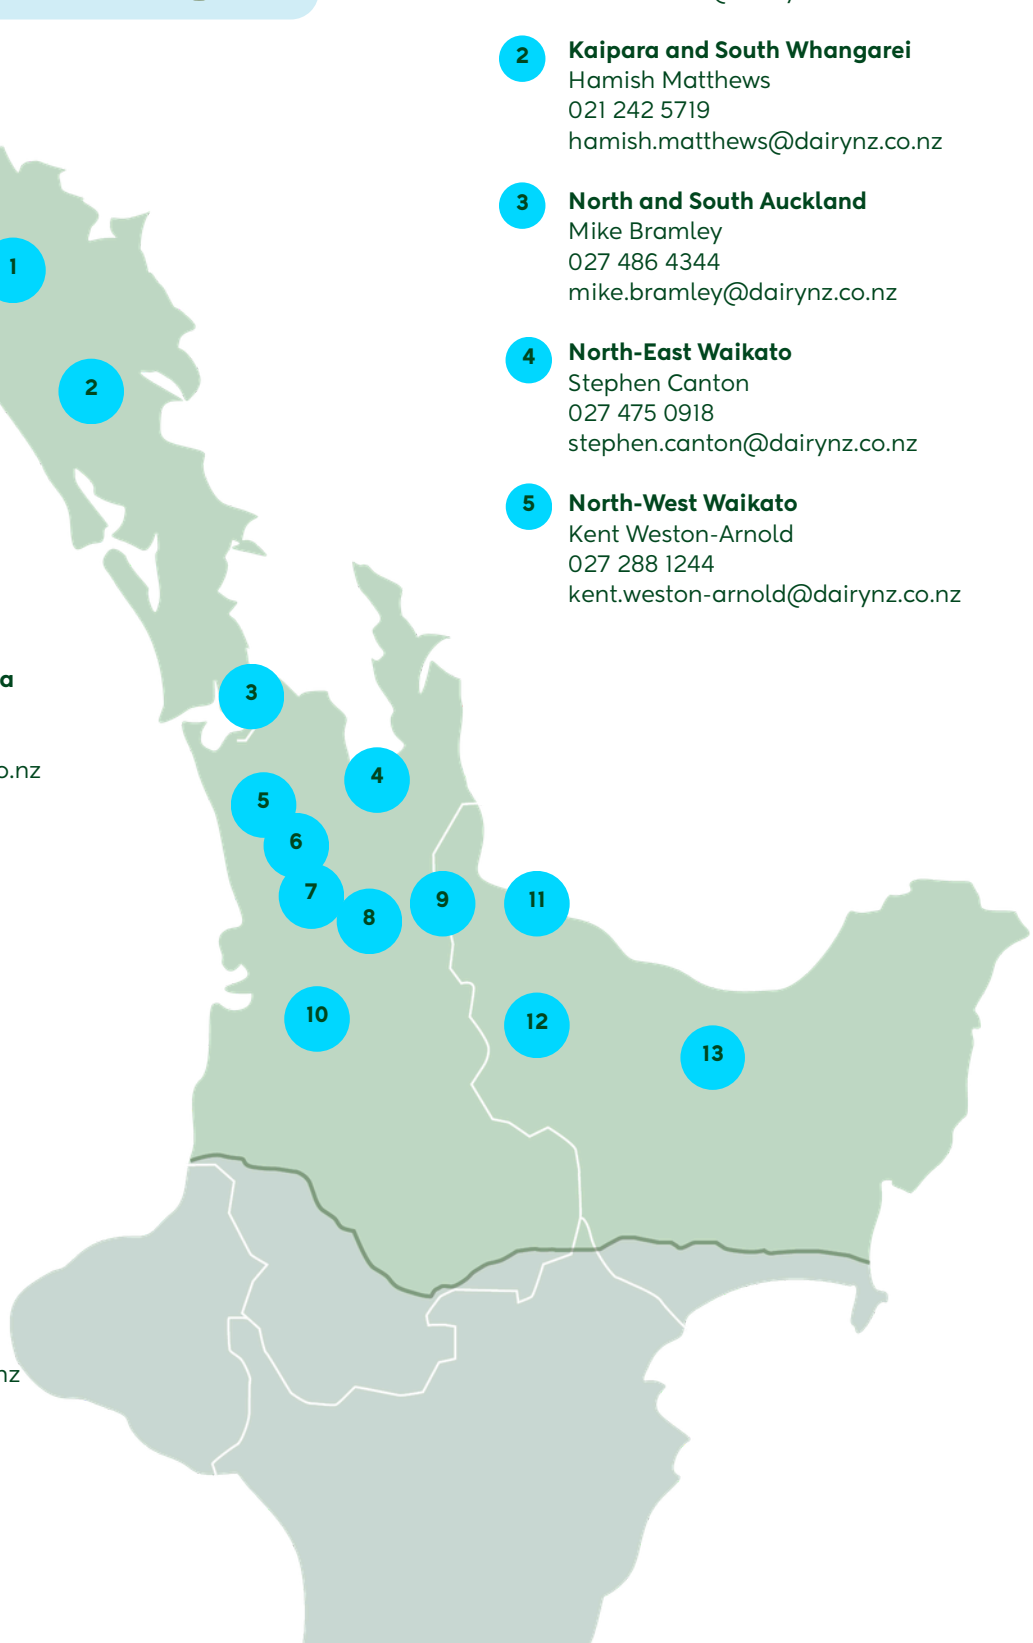 2
Kaipara and South Whangarei
Hamish Matthews
021 242 5719
hamish.matthews@dairynz.co.nz
3
North and South Auckland
Mike Bramley
027 486 4344
mike.bramley@dairynz.co.nz
4
North-East Waikato
Stephen Canton
027 475 0918
stephen.canton@dairynz.co.nz
5
North-West Waikato
Kent Weston-Arnold
027 288 1244
kent.weston-arnold@dairynz.co.nz
1
2
a
3
o.nz
4
5
6
7
8
9
11
10
12
13
nz